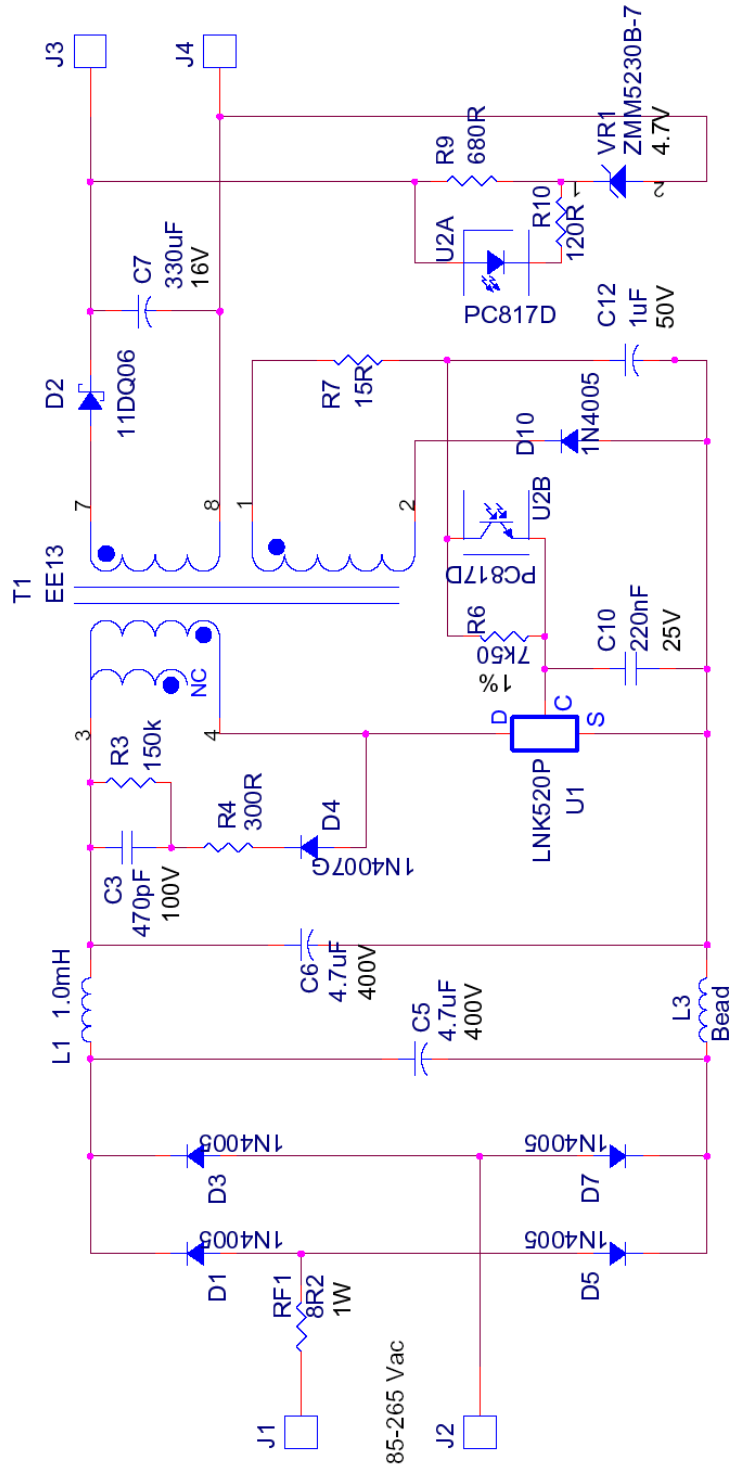 J1
J2
85-265 Vac
RF1
8R2
1W
D1
1N4005
D3
1N4005
D5
1N4005
D7
1N4005
L1 1.0mH
C5
4.7uF
400V
L3
Bead
C6
4.7uF
400V
C3
470pF
100V
R3
150k
R4
300R
D4
1N4007G
3
4
NC
T1
EE13
7
8
1
2
LNK520P
U1
D
C
S
R6
7k50
1%
C10
220nF
25V
PC817D
U2B
D10
1N4005
R7
15R
C12
1uF
50V
D2
11DQ06
C7
330uF
16V
U2A
PC817D
R9
680R
R10
120R
1
2
VR1
ZMM5230B-7
4.7V
J3
J4